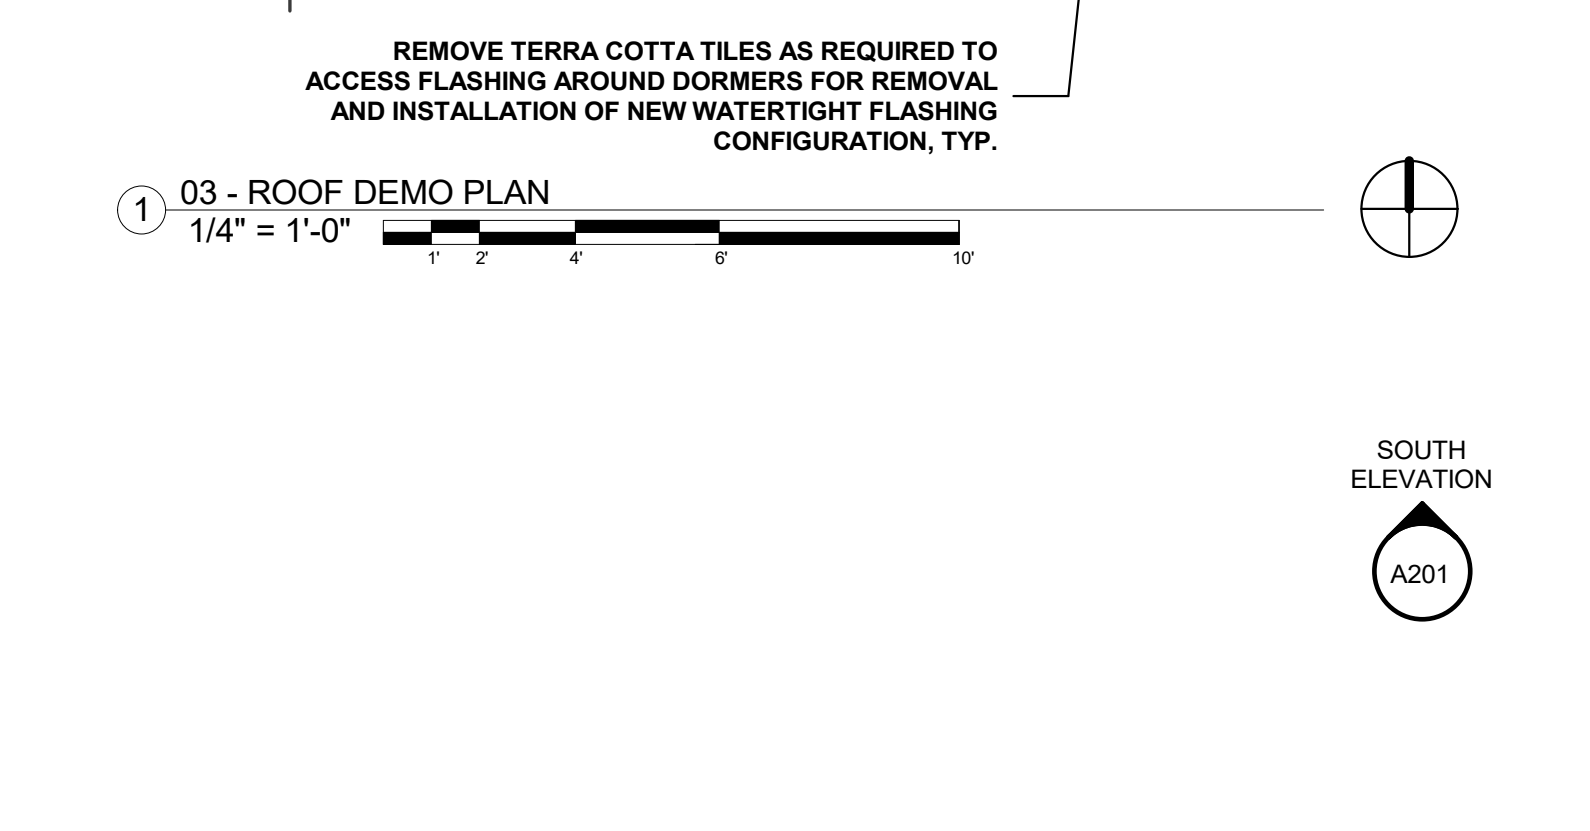 REMOVE TERRA COTTA TILES AS REQUIRED TO
ACCESS FLASHING AROUND DORMERS FOR REMOVAL
AND INSTALLATION OF NEW WATERTIGHT FLASHING
CONFIGURATION, TYP.
1
03 - ROOF DEMO PLAN
1/4" = 1'-0"
1' 2' 4' 6' 10'
SOUTH
ELEVATION
A201